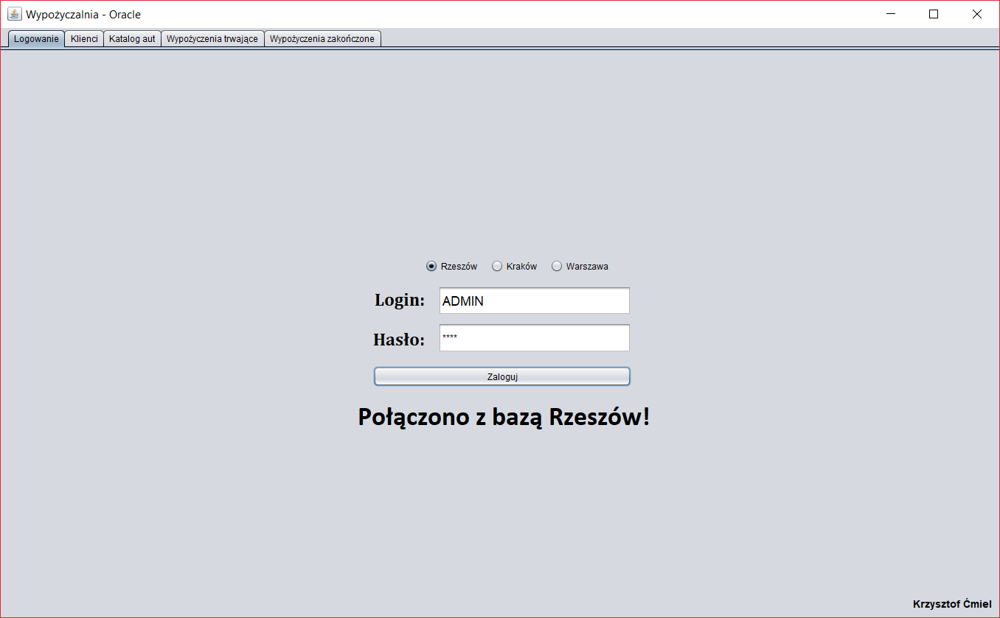 Wypożyczalnia - Oracle
Logowanie Klienci Katalog aut Wypożyczenia trwające Wypożyczenia zakończone
Rzeszów Kraków Warszawa
Login: ADMIN
Hasło: ****
Zaloguj
Połączono z bazą Rzeszów!
Krzysztof Ćmiel